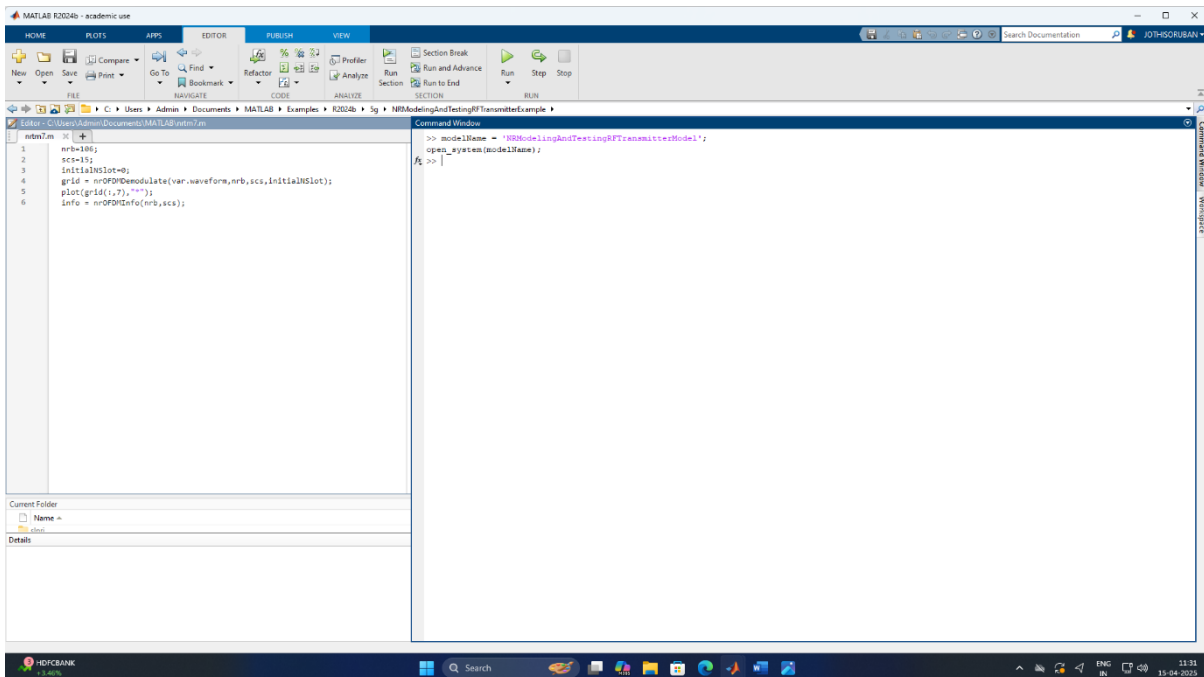 MATLAB R2024b - academic use
HOME PLOTS APPS EDITOR PUBLISH VIEW
Search Documentation
JOTHISORUBAN
New Open Save
Compare
Print
Go To
Find
Bookmark
Refactor
Profiler
Analyze
Run Section
Section Break
Run and Advance
Run to End
Run Step Stop
FILE NAVIGATE CODE ANALYZE SECTION RUN
C: Users Admin Documents MATLAB Examples R2024b 5g NRModelingAndTestingRFTransmitterExample
Editor - C:\Users\Admin\Documents\MATLAB\nrtm7.m
nrtm7.m
1 nrb=106;
2 scs=15;
3 initialNSlot=0;
4 grid = nrOFDMDemodulate(var.waveform,nrb,scs,initialNSlot);
5 plot(grid(:,7),"*");
6 info = nrOFDMInfo(nrb,scs);
Command Window
>> modelName = 'NRModelingAndTestingRFTransmitterModel';
open_system(modelName);
fx >>
Command Window
Workspace
Current Folder
Name
Details
3
HDFCBANK
+3.46%
Search
ENG
IN
11:31
15-04-2025